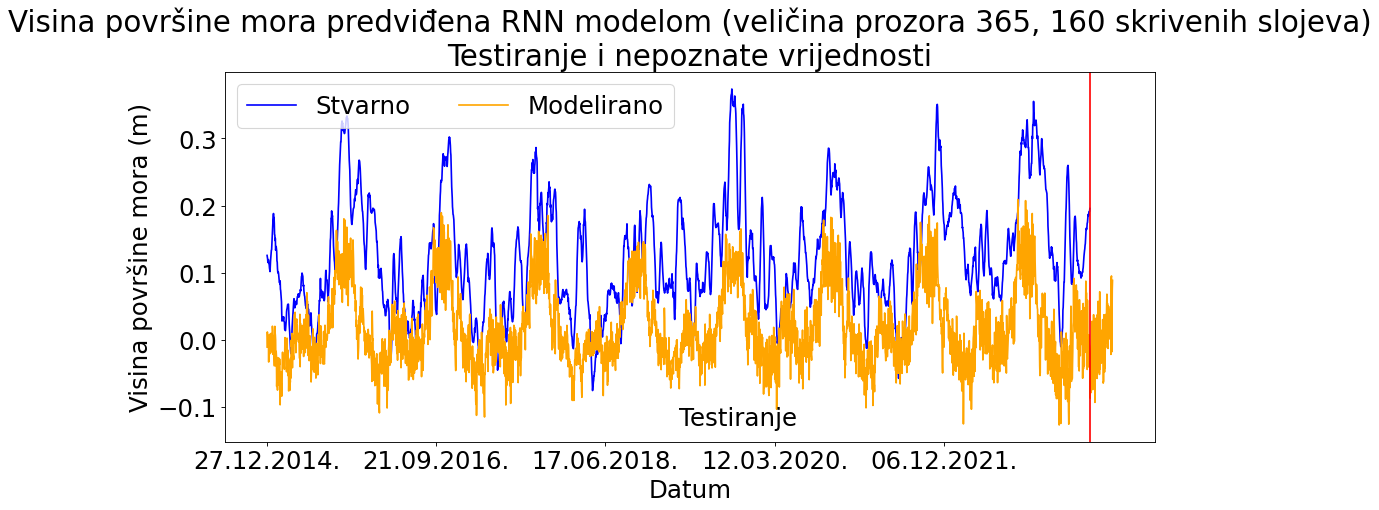 Visina površine mora predviđena RNN modelom (veličina prozora 365, 160 skrivenih slojeva)
Testiranje i nepoznate vrijednosti
Stvarno Modelirano
Visina površine mora (m)
0.3
0.2
0.1
0.0
−0.1
Testiranje
27.12.2014. 21.09.2016. 17.06.2018. 12.03.2020. 06.12.2021.
Datum